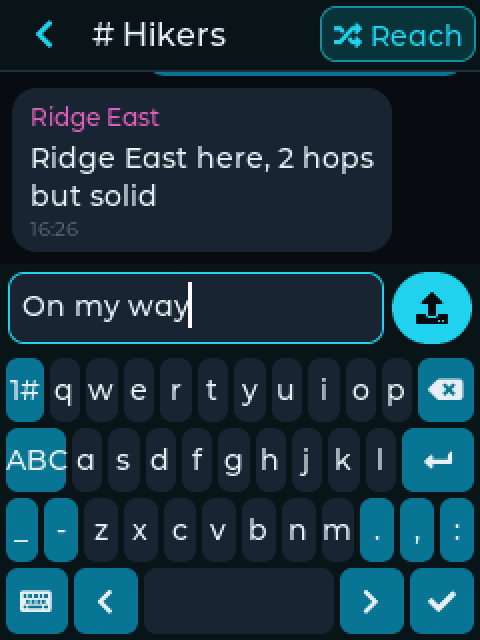 # Hikers
Reach
Ridge East
Ridge East here, 2 hops
but solid
16:26
On my way
1# q w e r t y u i o p
ABC a s d f g h j k l
_ - z x c v b n m . , :